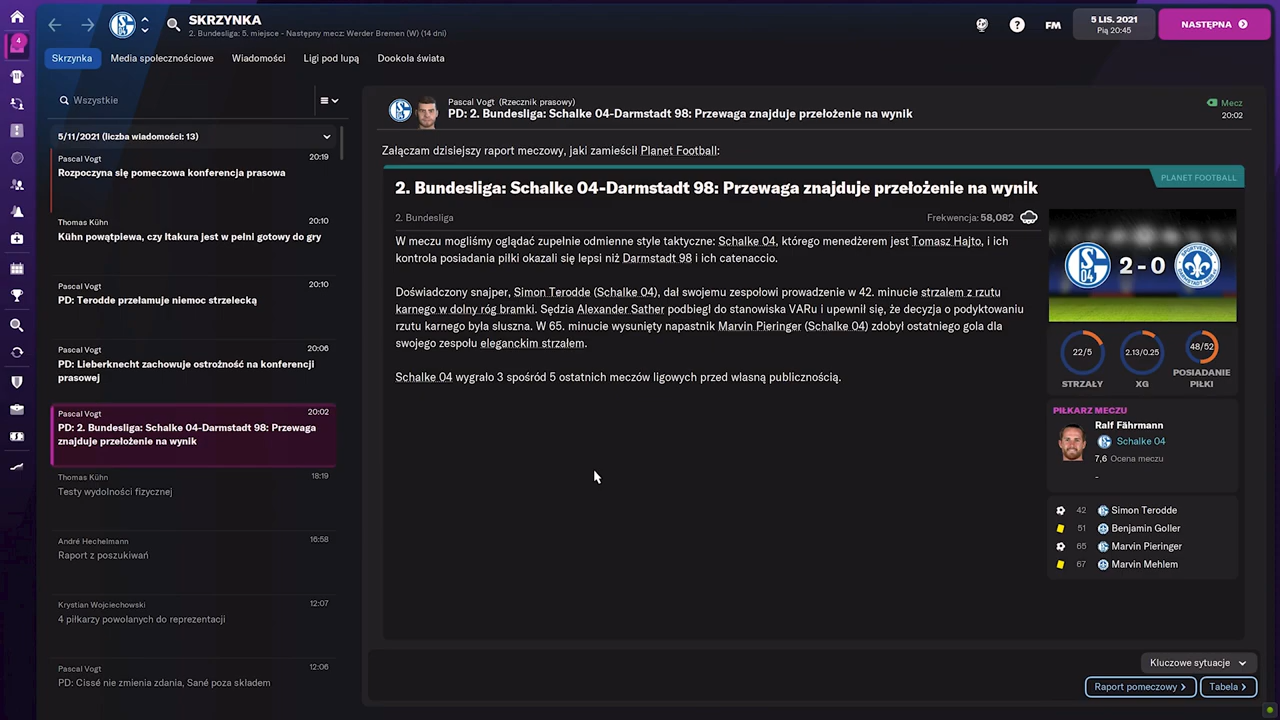 SKRZYNKA
2. Bundesliga: 5. miejsce - Następny mecz: Werder Bremen (W) (14 dni)
FM
5 LIS. 2021
Pią 20:45
NASTĘPNA
4
Skrzynka
Media społecznościowe
Wiadomości
Ligi pod lupą
Dookoła świata
Wszystkie
5/11/2021 (liczba wiadomości: 13)
Pascal Vogt 20:19
Rozpoczyna się pomeczowa konferencja prasowa
Thomas Kühn 20:10
Kühn powątpiewa, czy Itakura jest w pełni gotowy do gry
Pascal Vogt 20:10
PD: Terodde przełamuje niemoc strzelecką
Pascal Vogt 20:06
PD: Lieberknecht zachowuje ostrożność na konferencji
prasowej
Pascal Vogt 20:02
PD: 2. Bundesliga: Schalke 04-Darmstadt 98: Przewaga
znajduje przełożenie na wynik
Thomas Kühn 18:19
Testy wydolności fizycznej
André Hechelmann 16:58
Raport z poszukiwań
Krystian Wojciechowski 12:07
4 piłkarzy powołanych do reprezentacji
Pascal Vogt 12:06
PD: Cissé nie zmienia zdania, Sané poza składem
Pascal Vogt (Rzecznik prasowy)
PD: 2. Bundesliga: Schalke 04-Darmstadt 98: Przewaga znajduje przełożenie na wynik
Mecz
20:02
Załączam dzisiejszy raport meczowy, jaki zamieścił Planet Football:
PLANET FOOTBALL
2. Bundesliga: Schalke 04-Darmstadt 98: Przewaga znajduje przełożenie na wynik
2. Bundesliga
Frekwencja: 58,082
W meczu mogliśmy oglądać zupełnie odmienne style taktyczne: Schalke 04, którego menedżerem jest Tomasz Hajto, i ich
kontrola posiadania piłki okazali się lepsi niż Darmstadt 98 i ich catenaccio.
Doświadczony snajper, Simon Terodde (Schalke 04), dał swojemu zespołowi prowadzenie w 42. minucie strzałem z rzutu
karnego w dolny róg bramki. Sędzia Alexander Sather podbiegł do stanowiska VARu i upewnił się, że decyzja o podyktowaniu
rzutu karnego była słuszna. W 65. minucie wysunięty napastnik Marvin Pieringer (Schalke 04) zdobył ostatniego gola dla
swojego zespołu eleganckim strzałem.
Schalke 04 wygrało 3 spośród 5 ostatnich meczów ligowych przed własną publicznością.
2 - 0
22/5
STRZAŁY
2.13/0.25
XG
48/52
POSIADANIE
PIŁKI
PIŁKARZ MECZU
Ralf Fährmann
Schalke 04
7,6 Ocena meczu
-
42 Simon Terodde
51 Benjamin Goller
65 Marvin Pieringer
67 Marvin Mehlem
Kluczowe sytuacje
Raport pomeczowy
Tabela